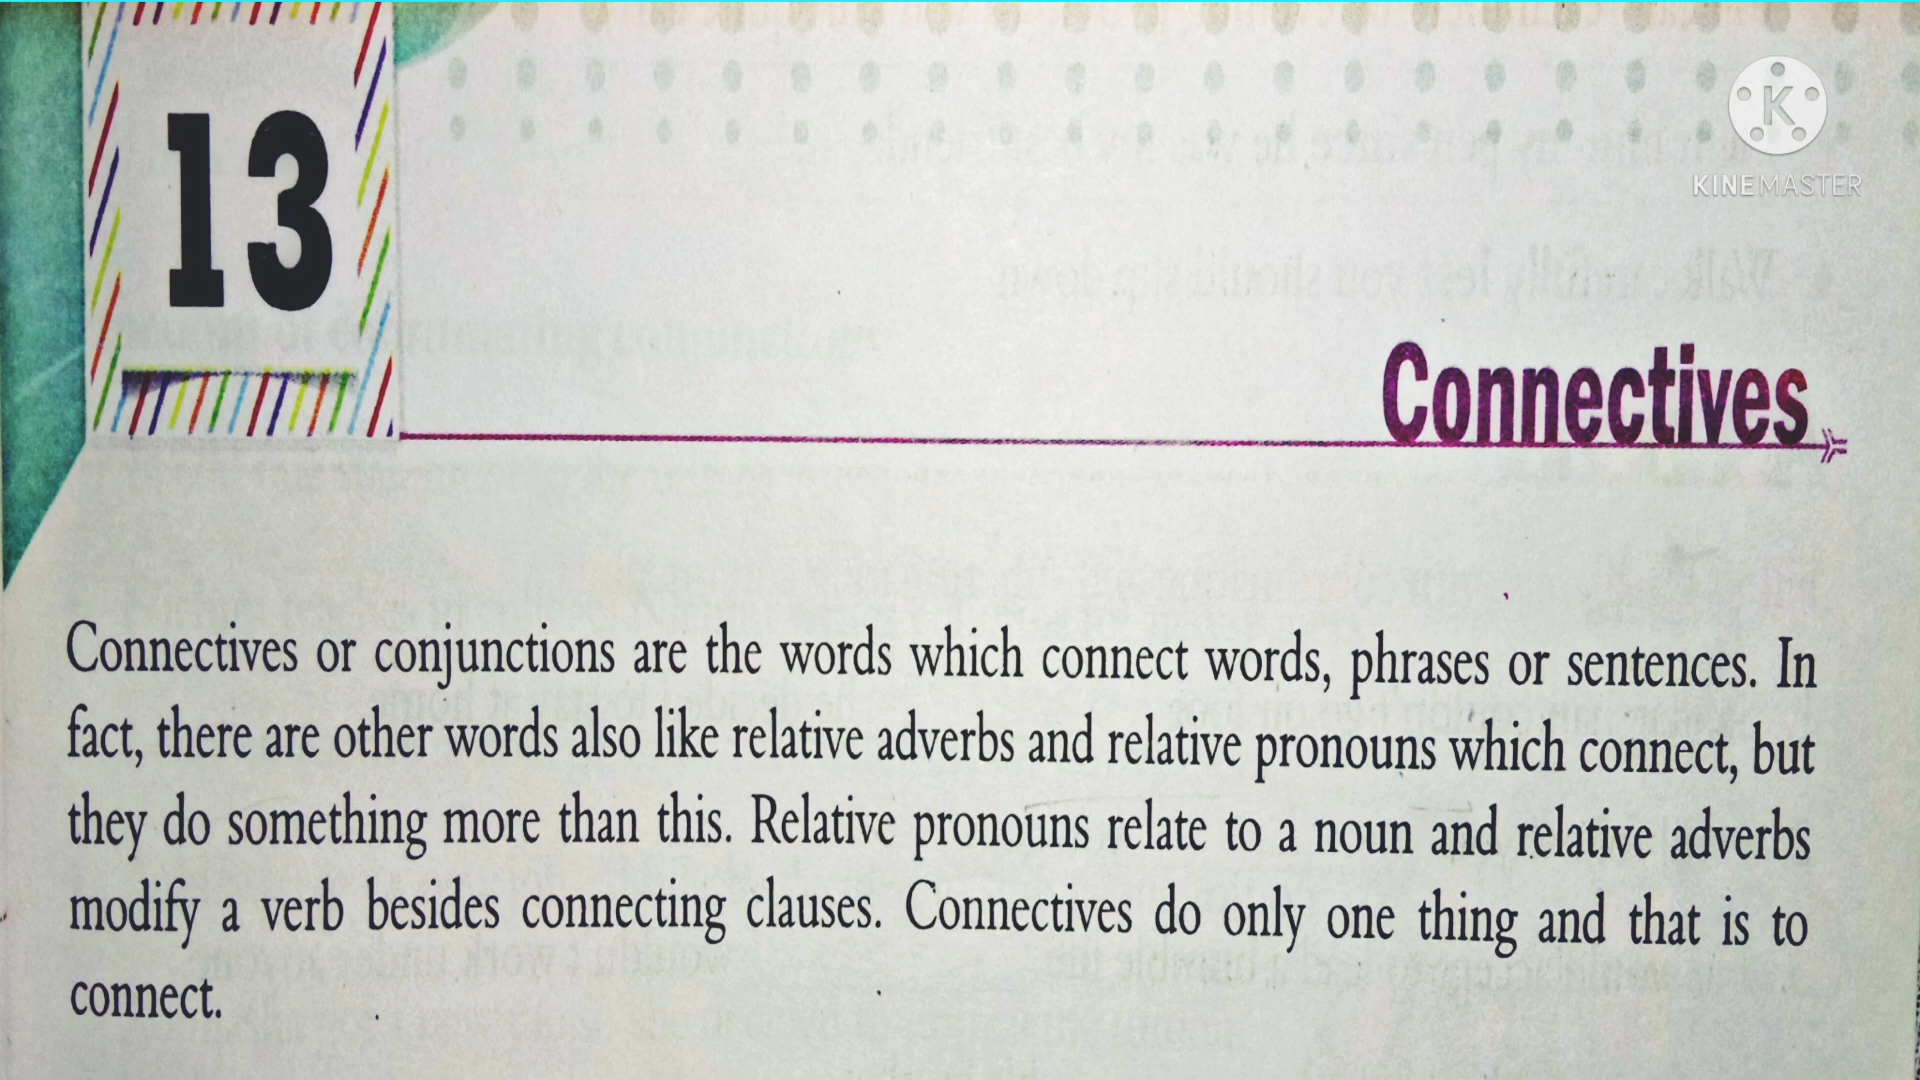 13
K
KINEMASTER
Connectives
Connectives or conjunctions are the words which connect words, phrases or sentences. In
fact, there are other words also like relative adverbs and relative pronouns which connect, but
they do something more than this. Relative pronouns relate to a noun and relative adverbs
modify a verb besides connecting clauses. Connectives do only one thing and that is to
connect.